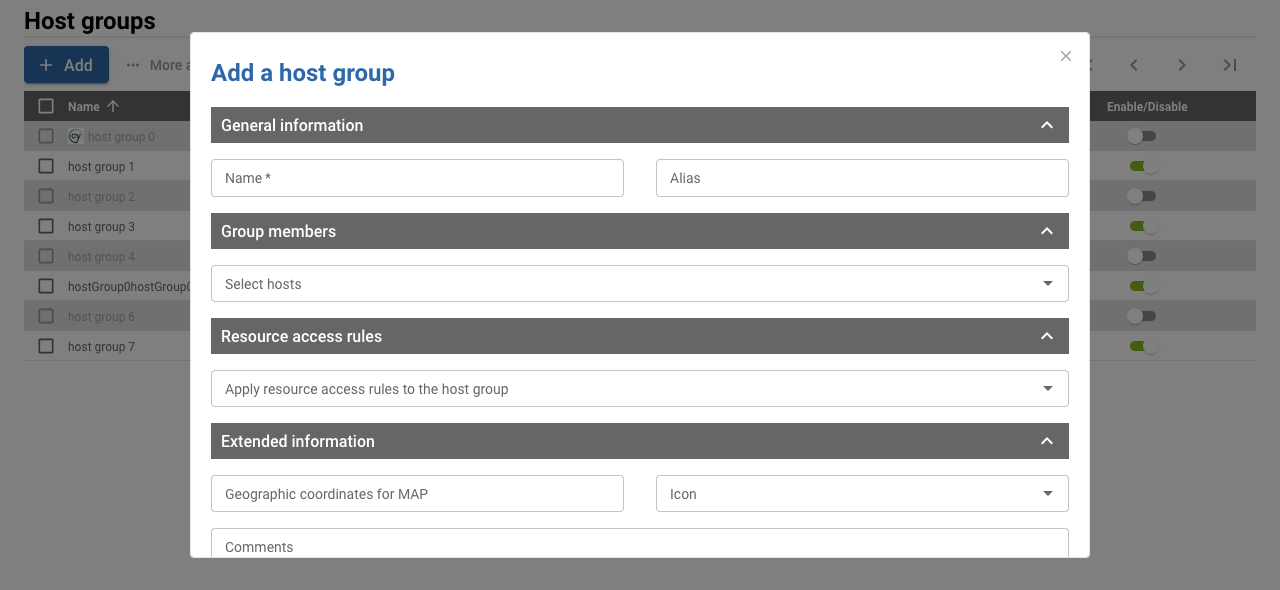 Host groups
Add
More a
Add a host group
Name
Enable/Disable
General information
host group 0
host group 1
Name *
Alias
host group 2
host group 3
Group members
host group 4
hostGroup0hostGroup0
Select hosts
host group 6
Resource access rules
host group 7
Apply resource access rules to the host group
Extended information
Geographic coordinates for MAP
Icon
Comments